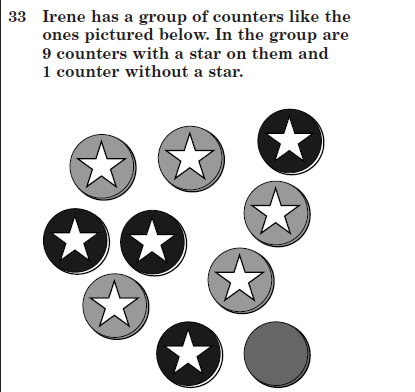 33 Irene has a group of counters like the
ones pictured below. In the group are
9 counters with a star on them and
1 counter without a star.